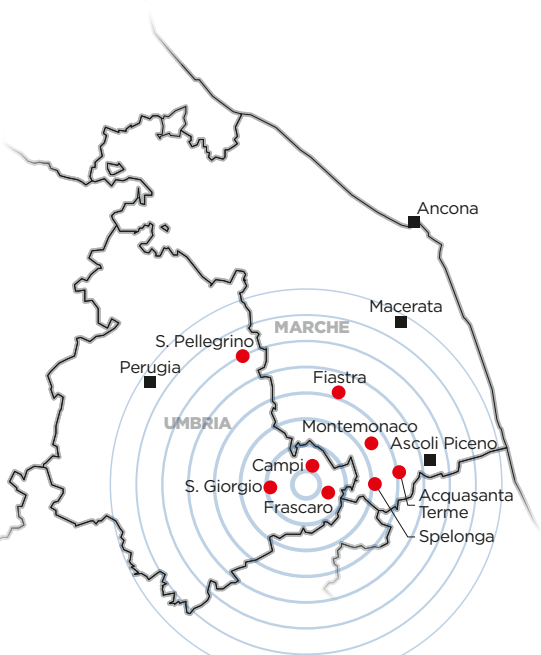 Ancona
Macerata
MARCHE
S. Pellegrino
Perugia
Fiastra
UMBRIA
Montemonaco
Ascoli Piceno
Campi
S. Giorgio
Frascaro
Acquasanta
Terme
Spelonga